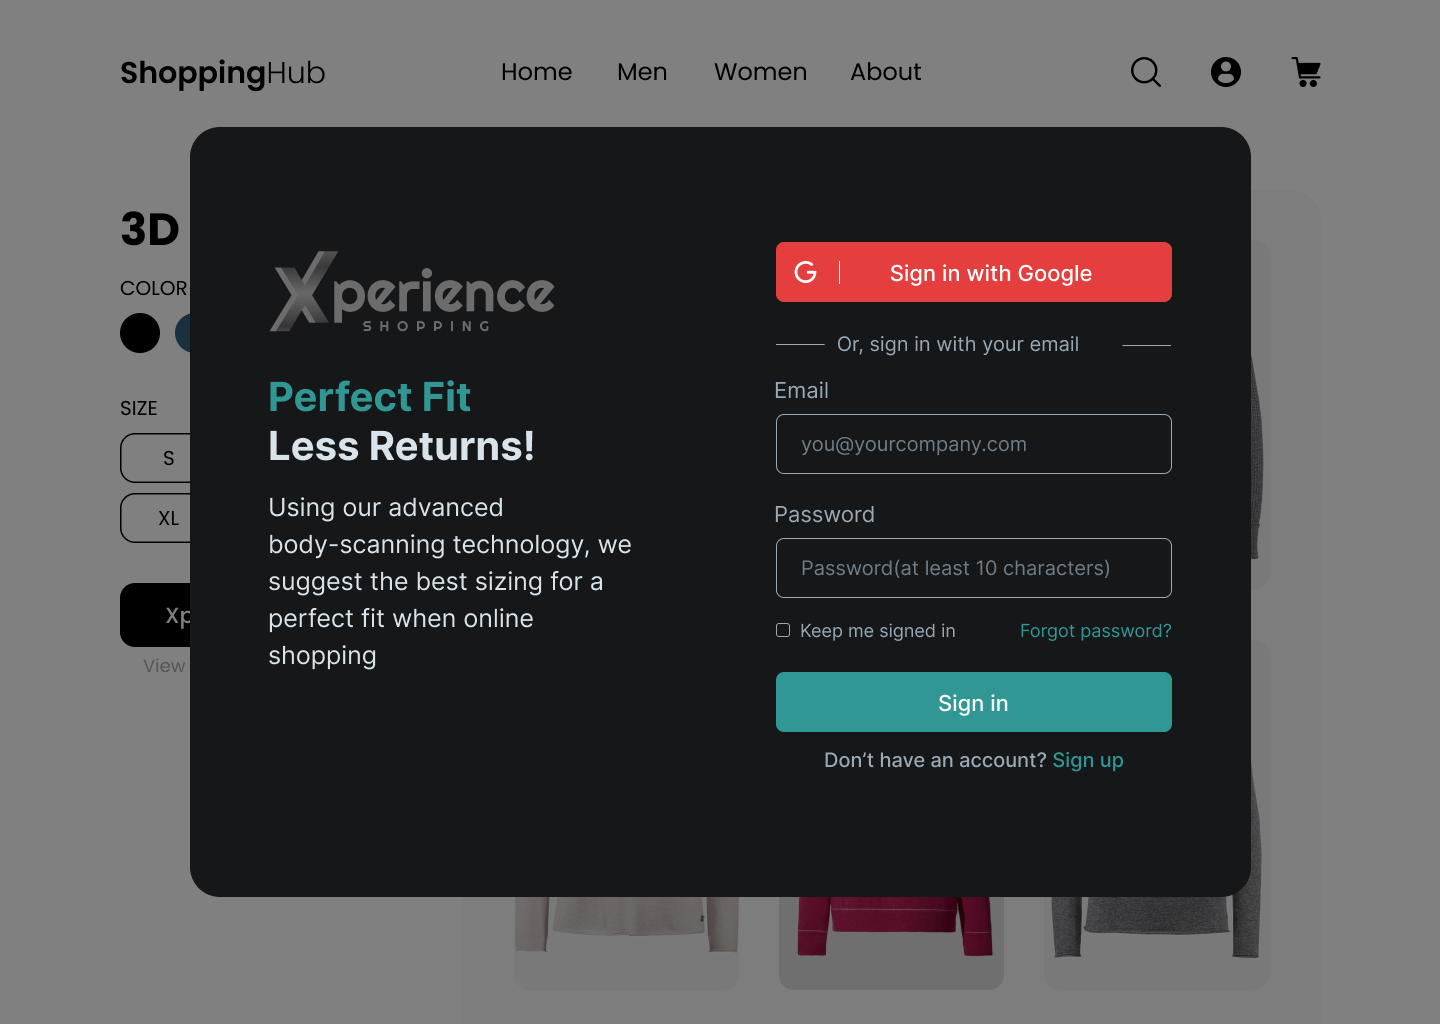 ShoppingHub
Home Men Women About
3D
COLOR
SIZE
S
XL
Xp
View
Xperience
SHOPPING
Perfect Fit
Less Returns!
Using our advanced
body-scanning technology, we
suggest the best sizing for a
perfect fit when online
shopping
G Sign in with Google
Or, sign in with your email
Email
you@yourcompany.com
Password
Password(at least 10 characters)
Keep me signed in Forgot password?
Sign in
Don’t have an account? Sign up